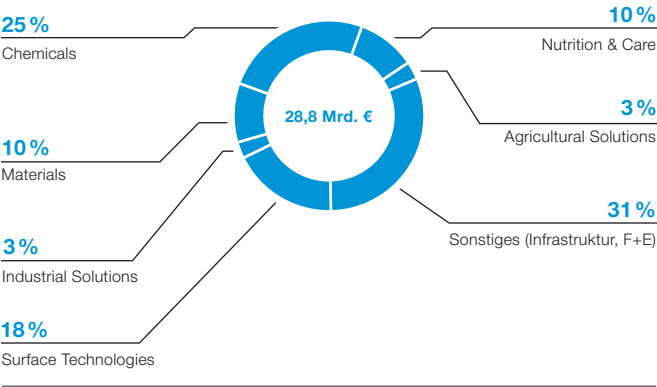 25 %
Chemicals
10 %
Materials
3 %
Industrial Solutions
18 %
Surface Technologies
28,8 Mrd. €
10 %
Nutrition & Care
3 %
Agricultural Solutions
31 %
Sonstiges (Infrastruktur, F+E)